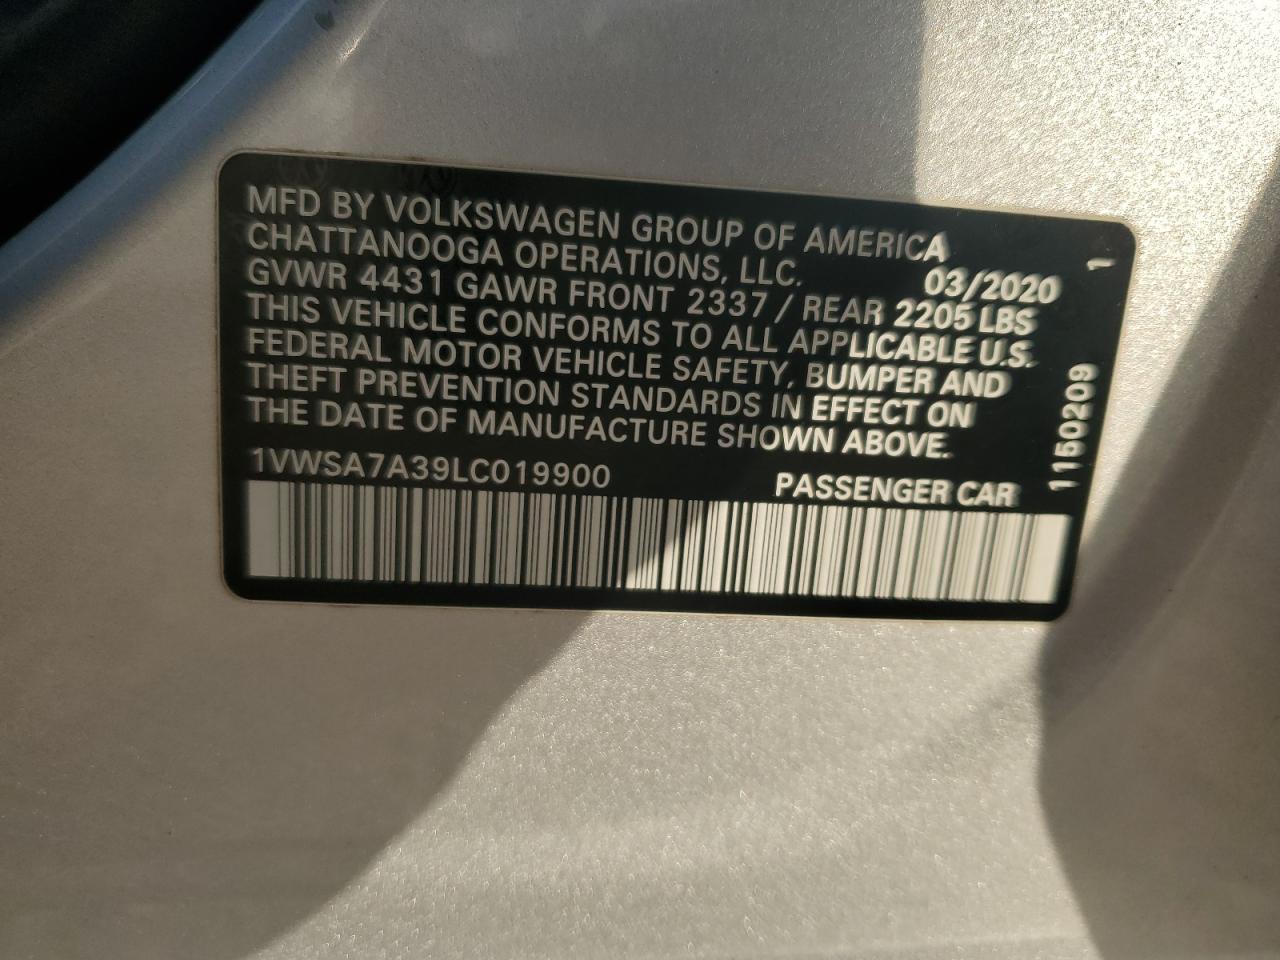 MFD BY VOLKSWAGEN GROUP OF AMERICA
CHATTANOOGA OPERATIONS, LLC. 03/2020
GVWR 4431 GAWR FRONT 2337 / REAR 2205 LBS
THIS VEHICLE CONFORMS TO ALL APPLICABLE U.S.
FEDERAL MOTOR VEHICLE SAFETY, BUMPER AND
THEFT PREVENTION STANDARDS IN EFFECT ON
THE DATE OF MANUFACTURE SHOWN ABOVE.
1VWSA7A39LC019900 PASSENGER CAR
1150209 1